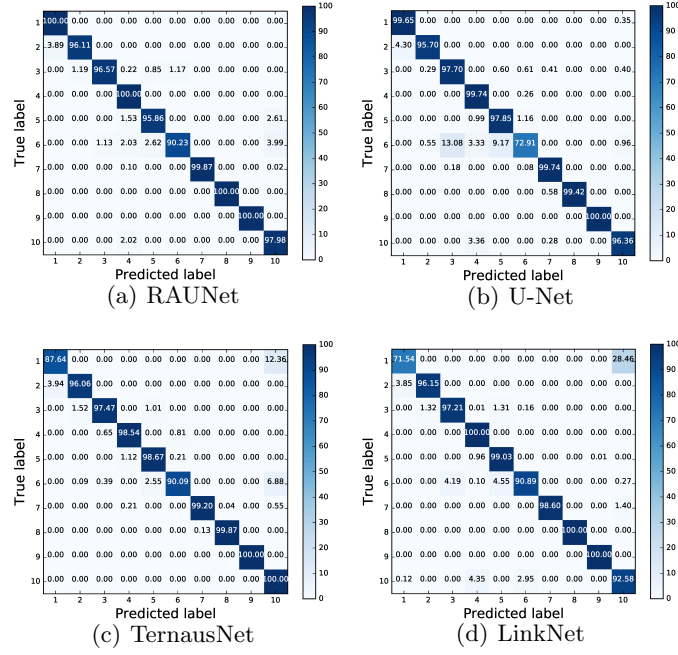 1 100.00 0.00 0.00 0.00 0.00 0.00 0.00 0.00 0.00 0.00
2 3.89 96.11 0.00 0.00 0.00 0.00 0.00 0.00 0.00 0.00
3 0.00 1.19 96.57 0.22 0.85 1.17 0.00 0.00 0.00 0.00
4 0.00 0.00 0.00 100.00 0.00 0.00 0.00 0.00 0.00 0.00
5 0.00 0.00 0.00 1.53 95.86 0.00 0.00 0.00 0.00 2.61
6 0.00 0.00 1.13 2.03 2.62 90.23 0.00 0.00 0.00 3.99
7 0.00 0.00 0.00 0.10 0.00 0.00 99.87 0.00 0.00 0.02
8 0.00 0.00 0.00 0.00 0.00 0.00 0.00 100.00 0.00 0.00
9 0.00 0.00 0.00 0.00 0.00 0.00 0.00 0.00 100.00 0.00
10 0.00 0.00 0.00 2.02 0.00 0.00 0.00 0.00 0.00 97.98
1 2 3 4 5 6 7 8 9 10
True label
Predicted label
100
90
80
70
60
50
40
30
20
10
0
(a) RAUNet
1 99.65 0.00 0.00 0.00 0.00 0.00 0.00 0.00 0.00 0.35
2 4.30 95.70 0.00 0.00 0.00 0.00 0.00 0.00 0.00 0.00
3 0.00 0.29 97.70 0.00 0.60 0.61 0.41 0.00 0.00 0.40
4 0.00 0.00 0.00 99.74 0.00 0.26 0.00 0.00 0.00 0.00
5 0.00 0.00 0.00 0.99 97.85 1.16 0.00 0.00 0.00 0.00
6 0.00 0.55 13.08 3.33 9.17 72.91 0.00 0.00 0.00 0.96
7 0.00 0.00 0.18 0.00 0.00 0.08 99.74 0.00 0.00 0.00
8 0.00 0.00 0.00 0.00 0.00 0.00 0.58 99.42 0.00 0.00
9 0.00 0.00 0.00 0.00 0.00 0.00 0.00 0.00 100.00 0.00
10 0.00 0.00 0.00 3.36 0.00 0.00 0.28 0.00 0.00 96.36
1 2 3 4 5 6 7 8 9 10
True label
Predicted label
100
90
80
70
60
50
40
30
20
10
0
(b) U-Net
1 87.64 0.00 0.00 0.00 0.00 0.00 0.00 0.00 0.00 12.36
2 3.94 96.06 0.00 0.00 0.00 0.00 0.00 0.00 0.00 0.00
3 0.00 1.52 97.47 0.00 1.01 0.00 0.00 0.00 0.00 0.00
4 0.00 0.00 0.65 98.54 0.00 0.81 0.00 0.00 0.00 0.00
5 0.00 0.00 0.00 1.12 98.67 0.21 0.00 0.00 0.00 0.00
6 0.00 0.09 0.39 0.00 2.55 90.09 0.00 0.00 0.00 6.88
7 0.00 0.00 0.00 0.21 0.00 0.00 99.20 0.04 0.00 0.55
8 0.00 0.00 0.00 0.00 0.00 0.00 0.13 99.87 0.00 0.00
9 0.00 0.00 0.00 0.00 0.00 0.00 0.00 0.00 100.00 0.00
10 0.00 0.00 0.00 0.00 0.00 0.00 0.00 0.00 0.00 100.00
1 2 3 4 5 6 7 8 9 10
True label
Predicted label
100
90
80
70
60
50
40
30
20
10
0
(c) TernausNet
1 71.54 0.00 0.00 0.00 0.00 0.00 0.00 0.00 0.00 28.46
2 3.85 96.15 0.00 0.00 0.00 0.00 0.00 0.00 0.00 0.00
3 0.00 1.32 97.21 0.01 1.31 0.16 0.00 0.00 0.00 0.00
4 0.00 0.00 0.00 100.00 0.00 0.00 0.00 0.00 0.00 0.00
5 0.00 0.00 0.00 0.96 99.03 0.00 0.00 0.00 0.01 0.00
6 0.00 0.00 4.19 0.10 4.55 90.89 0.00 0.00 0.00 0.27
7 0.00 0.00 0.00 0.00 0.00 0.00 98.60 0.00 0.00 1.40
8 0.00 0.00 0.00 0.00 0.00 0.00 0.00 100.00 0.00 0.00
9 0.00 0.00 0.00 0.00 0.00 0.00 0.00 0.00 100.00 0.00
10 0.12 0.00 0.00 4.35 0.00 2.95 0.00 0.00 0.00 92.58
1 2 3 4 5 6 7 8 9 10
True label
Predicted label
100
90
80
70
60
50
40
30
20
10
0
(d) LinkNet